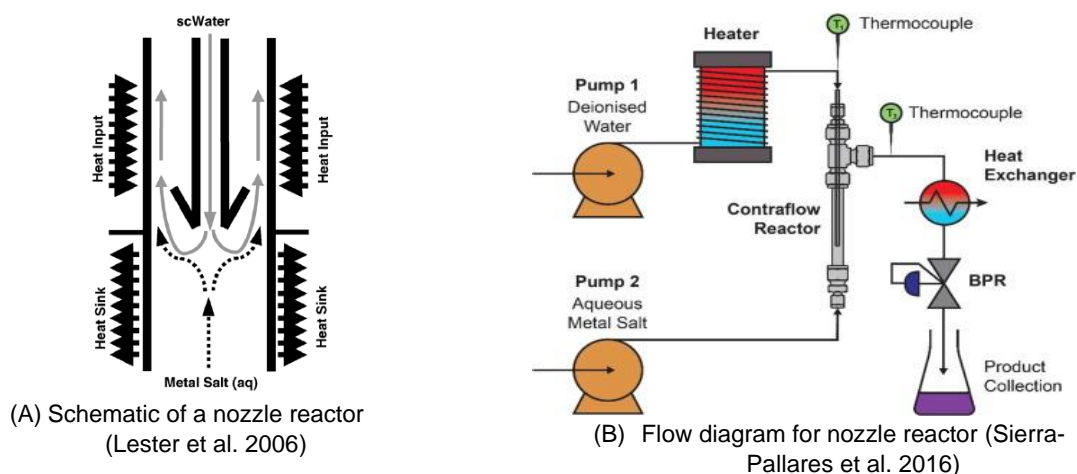 scWater
Heat Input
Heat Input
Heat Sink
Heat Sink
Metal Salt (aq)
(A) Schematic of a nozzle reactor
(Lester et al. 2006)
T₁ Thermocouple
Heater
Pump 1
Deionised
Water
T₂ Thermocouple
Heat
Exchanger
Contraflow
Reactor
BPR
Pump 2
Aqueous
Metal Salt
Product
Collection
(B) Flow diagram for nozzle reactor (Sierra-
Pallares et al. 2016)